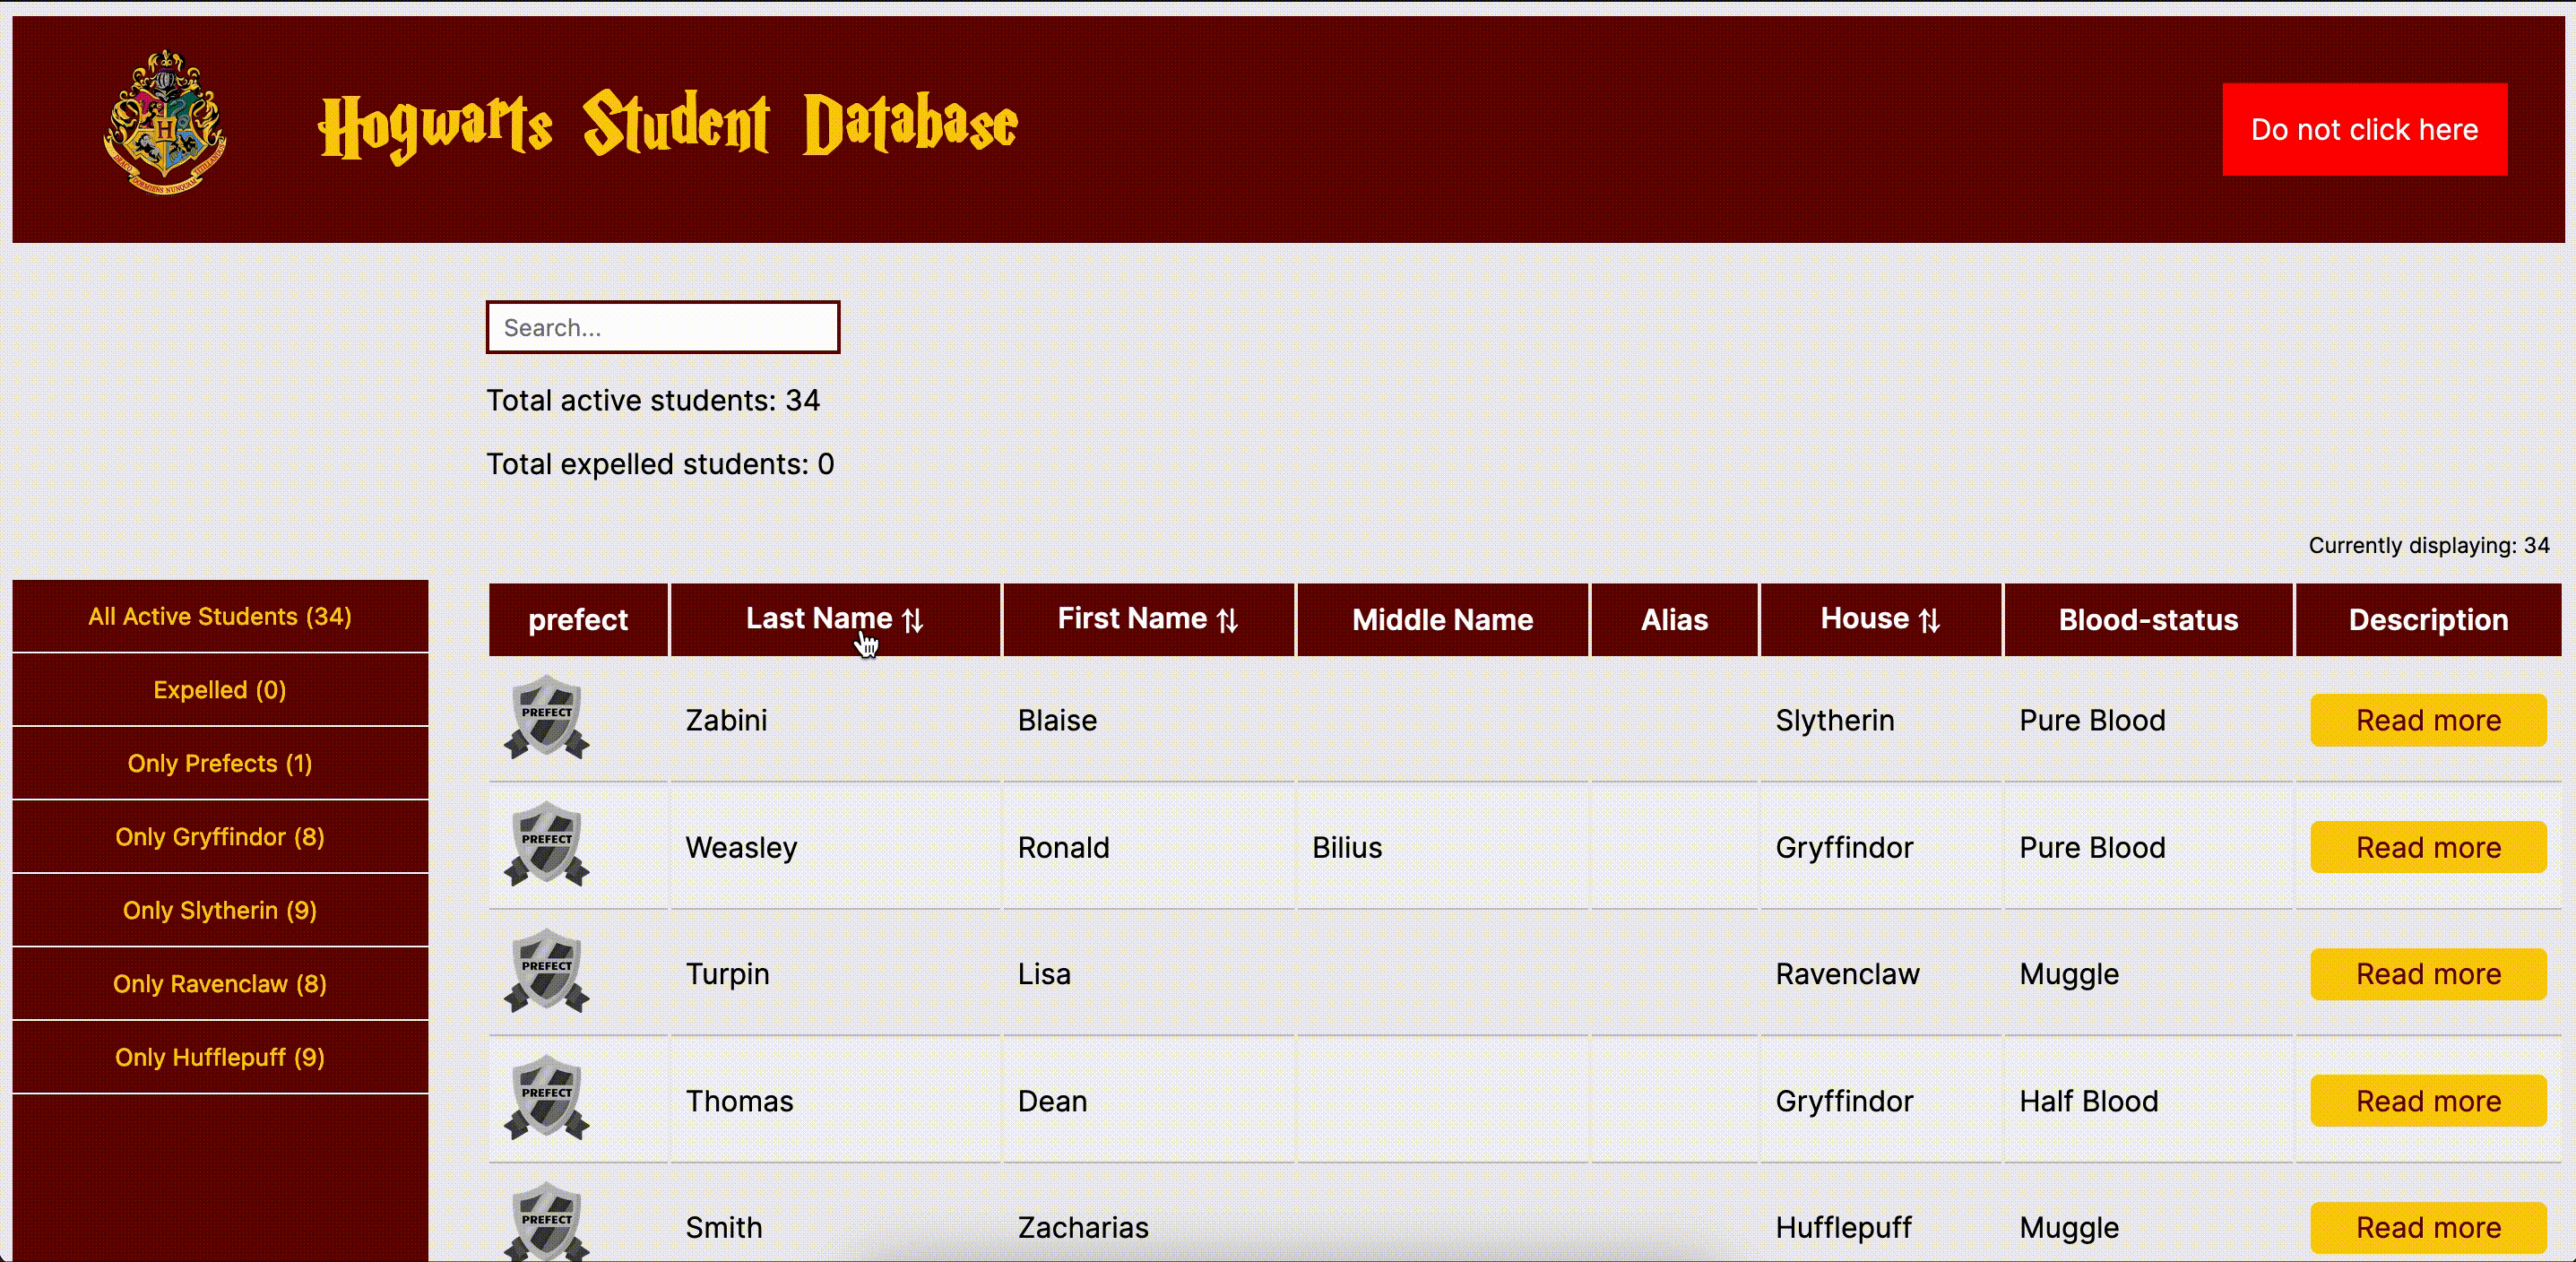 Hogwarts Student Database
Do not click here
Search...
Total active students: 34
Total expelled students: 0
Currently displaying: 34
All Active Students (34)
Expelled (0)
Only Prefects (1)
Only Gryffindor (8)
Only Slytherin (9)
Only Ravenclaw (8)
Only Hufflepuff (9)
prefect Last Name First Name Middle Name Alias House Blood-status Description
PREFECT Zabini Blaise Slytherin Pure Blood Read more
PREFECT Weasley Ronald Bilius Gryffindor Pure Blood Read more
PREFECT Turpin Lisa Ravenclaw Muggle Read more
PREFECT Thomas Dean Gryffindor Half Blood Read more
PREFECT Smith Zacharias Hufflepuff Muggle Read more